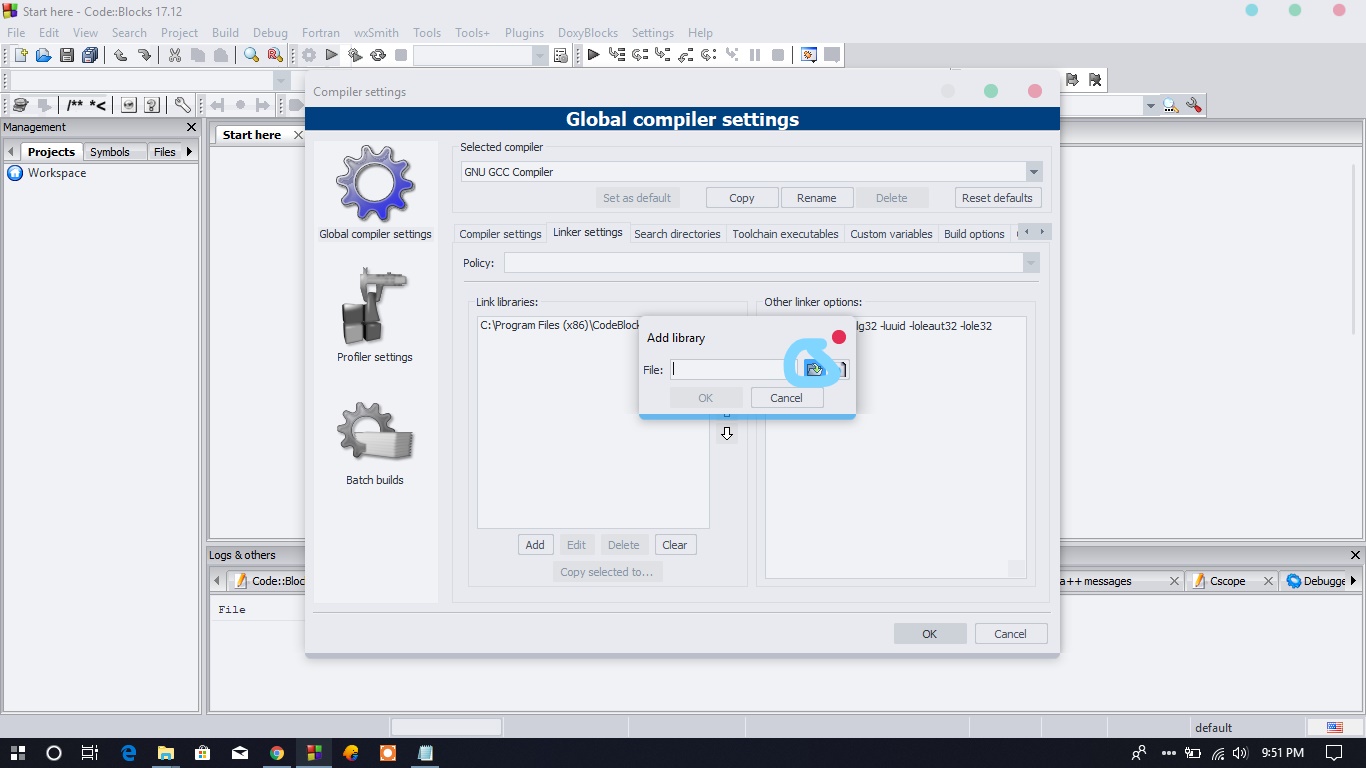 Start here - Code::Blocks 17.12
File Edit View Search Project Build Debug Fortran wxSmith Tools Tools+ Plugins DoxyBlocks Settings Help
/** *<
Management
Projects Symbols Files
Workspace
Start here
Compiler settings
Global compiler settings
Global compiler settings
Profiler settings
Batch builds
Selected compiler
GNU GCC Compiler
Set as default Copy Rename Delete Reset defaults
Compiler settings Linker settings Search directories Toolchain executables Custom variables Build options
Policy:
Link libraries:
C:\Program Files (x86)\CodeBlock
Other linker options:
lg32 -luuid -loleaut32 -lole32
Add library
File:
OK Cancel
Add Edit Delete Clear
Copy selected to...
OK Cancel
Logs & others
Code::Bloc
a++ messages Cscope Debugge
File
default
9:51 PM